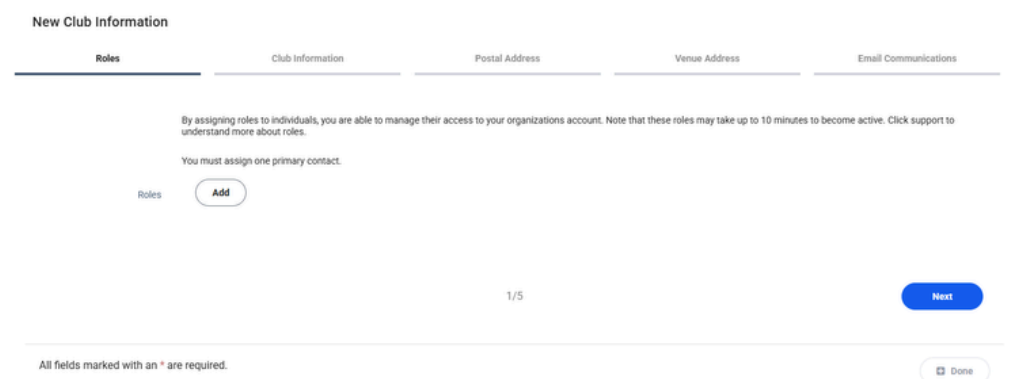 New Club Information
Roles
Club Information
Postal Address
Venue Address
Email Communications
By assigning roles to individuals, you are able to manage their access to your organizations account. Note that these roles may take up to 10 minutes to become active. Click support to
understand more about roles.
You must assign one primary contact.
Roles
Add
1/5
Next
All fields marked with an * are required.
Done